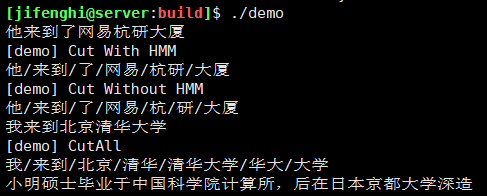 [jifenghi@server:build]$ ./demo
他来到了网易杭研大厦
[demo] Cut With HMM
他/来到/了/网易/杭研/大厦
[demo] Cut Without HMM
他/来到/了/网易/杭/研/大厦
我来到北京清华大学
[demo] CutAll
我/来到/北京/清华/清华大学/华大/大学
小明硕士毕业于中国科学院计算所，后在日本京都大学深造